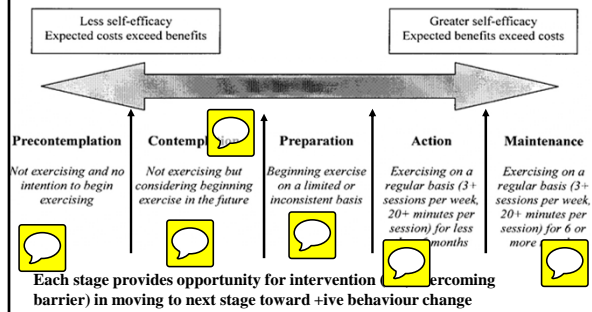 Less self-efficacy
Expected costs exceed benefits
Greater self-efficacy
Expected benefits exceed costs
Precontemplation
Not exercising and no
intention to begin
exercising
Contemp
Not exercising but
considering beginning
exercise in the future
Preparation
Beginning exercise
on a limited or
inconsistent basis
Action
Exercising on a
regular basis (3+
sessions per week,
20+ minutes per
session) for less
months
Maintenance
Exercising on a
regular basis (3+
sessions per week,
20+ minutes per
session) for 6 or
more
Each stage provides opportunity for intervention ( ercoming
barrier) in moving to next stage toward +ive behaviour change